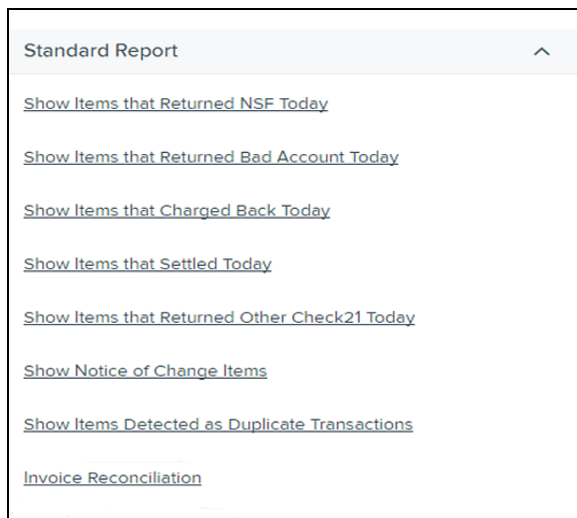 Standard Report
Show Items that Returned NSF Today
Show Items that Returned Bad Account Today
Show Items that Charged Back Today
Show Items that Settled Today
Show Items that Returned Other Check21 Today
Show Notice of Change Items
Show Items Detected as Duplicate Transactions
Invoice Reconciliation